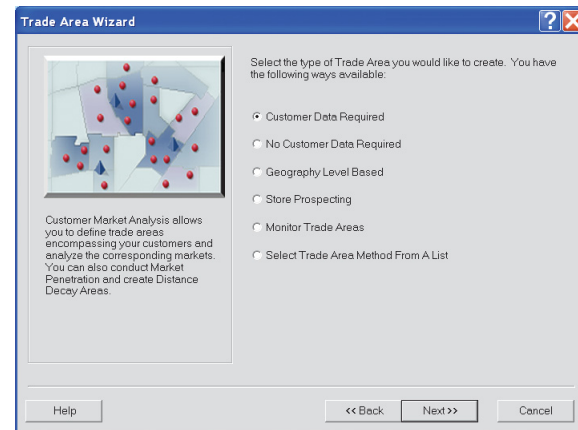 Trade Area Wizard
Select the type of Trade Area you would like to create. You have
the following ways available:
Customer Data Required
No Customer Data Required
Geography Level Based
Store Prospecting
Monitor Trade Areas
Select Trade Area Method From A List
Customer Market Analysis allows
you to define trade areas
encompassing your customers and
analyze the corresponding markets.
You can also conduct Market
Penetration and create Distance
Decay Areas.
Help
<< Back
Next >>
Cancel